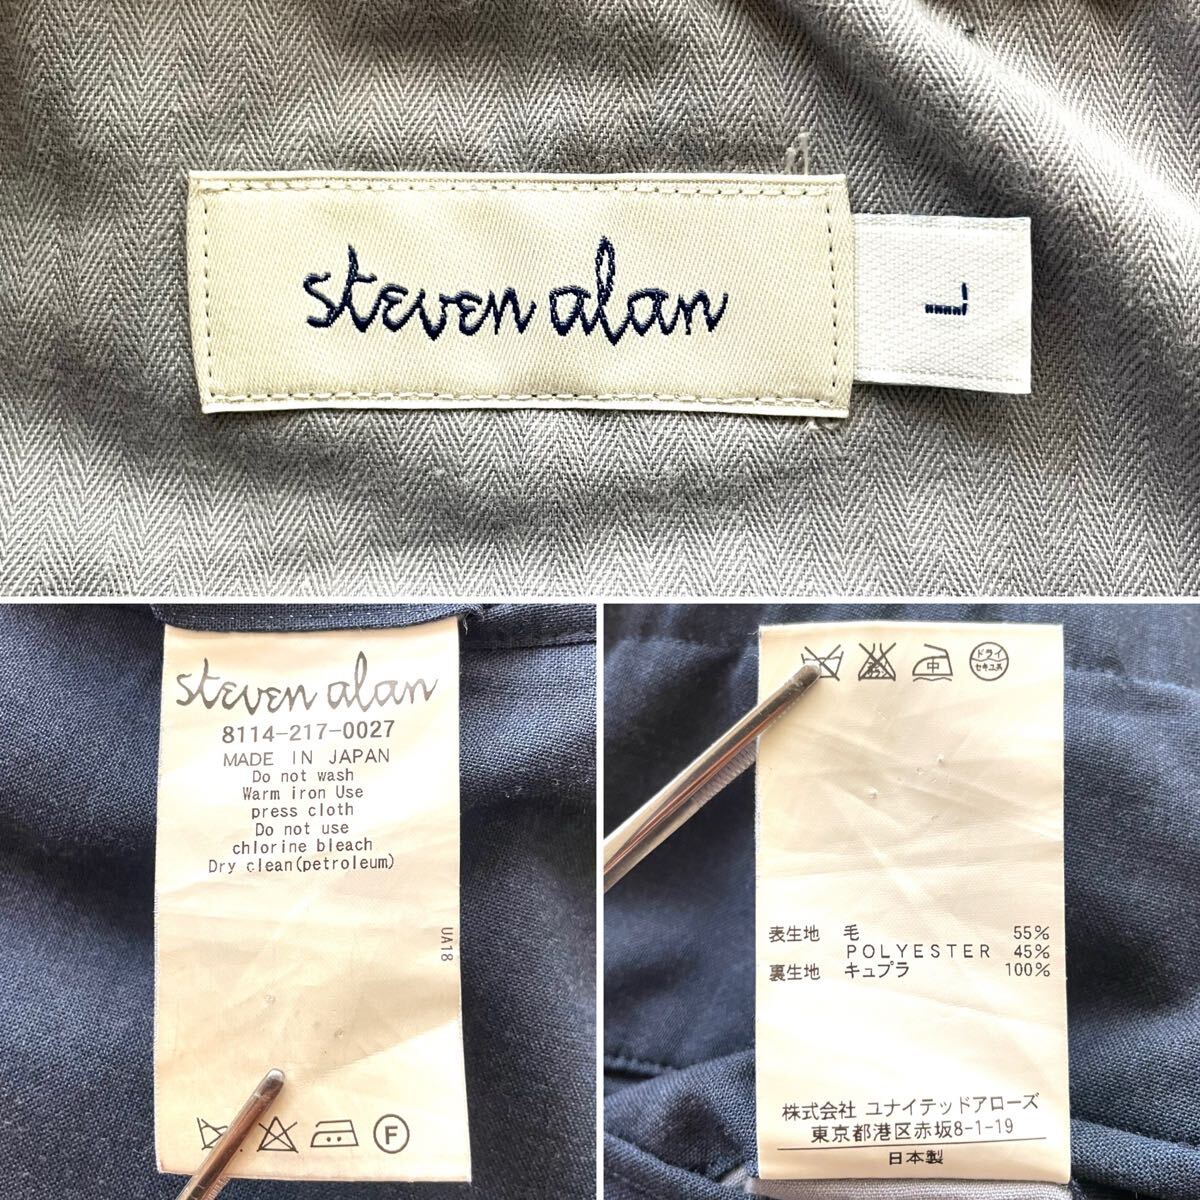 steven alan
L
steven alan
8114-217-0027
MADE IN JAPAN
Do not wash
Warm iron Use
press cloth
Do not use
chlorine bleach
Dry clean(petroleum)
UA18
F
中
ドライ
セキユ系
表生地 毛 55%
POLYESTER 45%
裏生地 キュプラ 100%
株式会社 ユナイテッドアローズ
東京都港区赤坂8-1-19
日本製